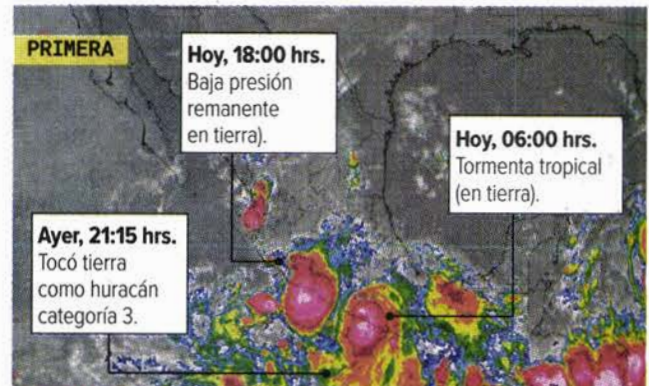 PRIMERA
Hoy, 18:00 hrs.
Baja presión
remanente
en tierra).
Hoy, 06:00 hrs.
Tormenta tropical
(en tierra).
Ayer, 21:15 hrs.
Tocó tierra
como huracán
categoría 3.